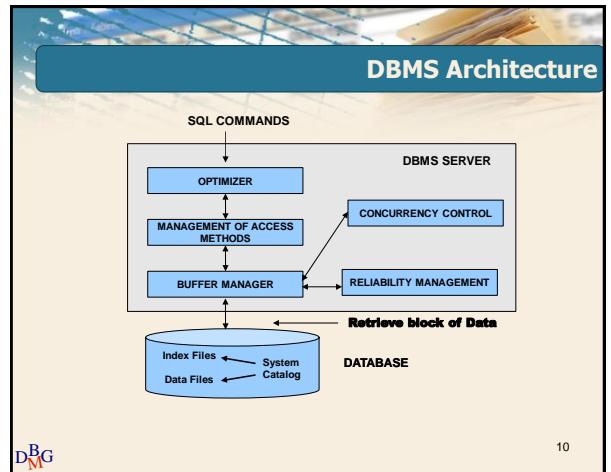 DBMS Architecture
SQL COMMANDS
DBMS SERVER
OPTIMIZER
CONCURRENCY CONTROL
MANAGEMENT OF ACCESS
METHODS
BUFFER MANAGER
RELIABILITY MANAGEMENT
Retrieve block of Data
Index Files
System
Catalog
DATABASE
Data Files
DBMG
10